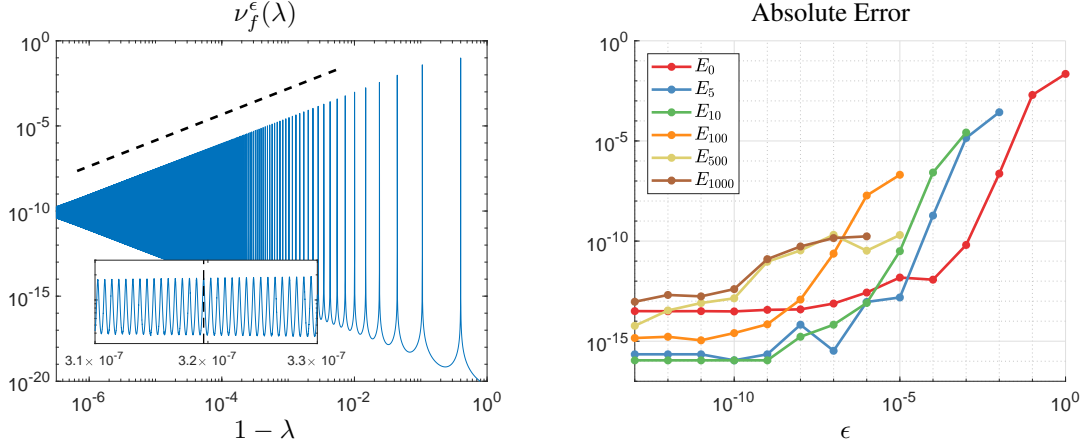 ν_f^ϵ(λ)
10^0
10^-5
10^-10
10^-15
10^-20
3.1 × 10^-7
3.2 × 10^-7
3.3 × 10^-7
10^-6
10^-4
10^-2
10^0
1 − λ
Absolute Error
10^0
10^-5
10^-10
10^-15
E_0
E_5
E_10
E_100
E_500
E_1000
10^-10
10^-5
10^0
ϵ